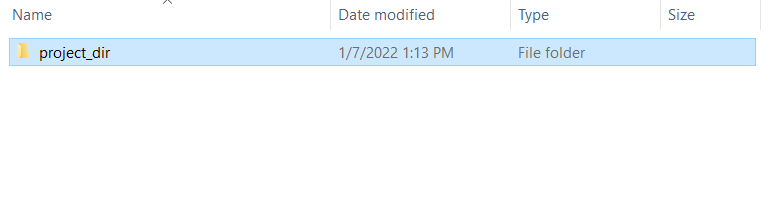 Name Date modified Type Size
project_dir 1/7/2022 1:13 PM File folder